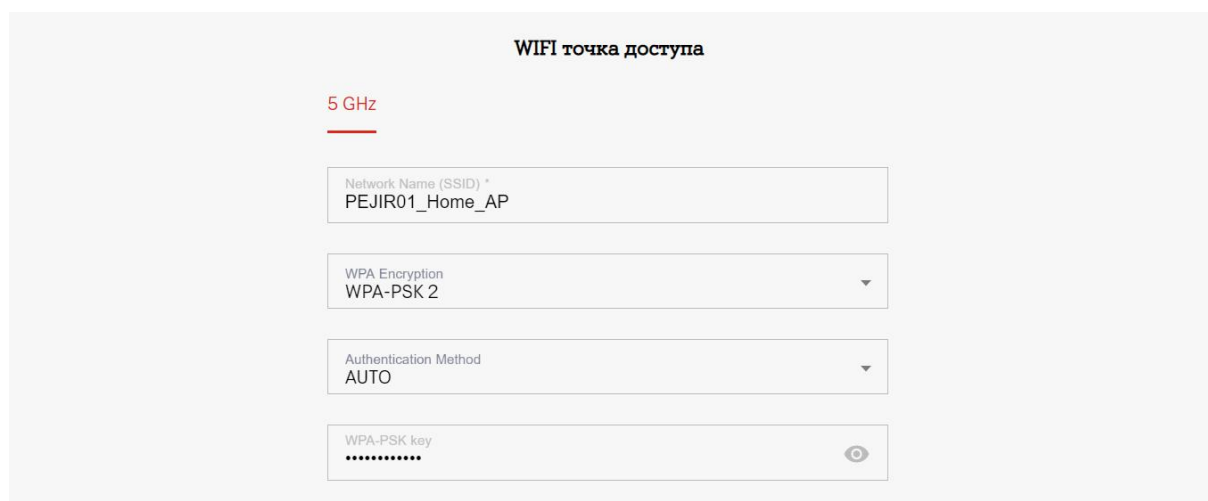 WIFI точка доступа
5 GHz
Network Name (SSID) *
PEJIR01_Home_AP
WPA Encryption
WPA-PSK 2
Authentication Method
AUTO
WPA-PSK key
••••••••••••